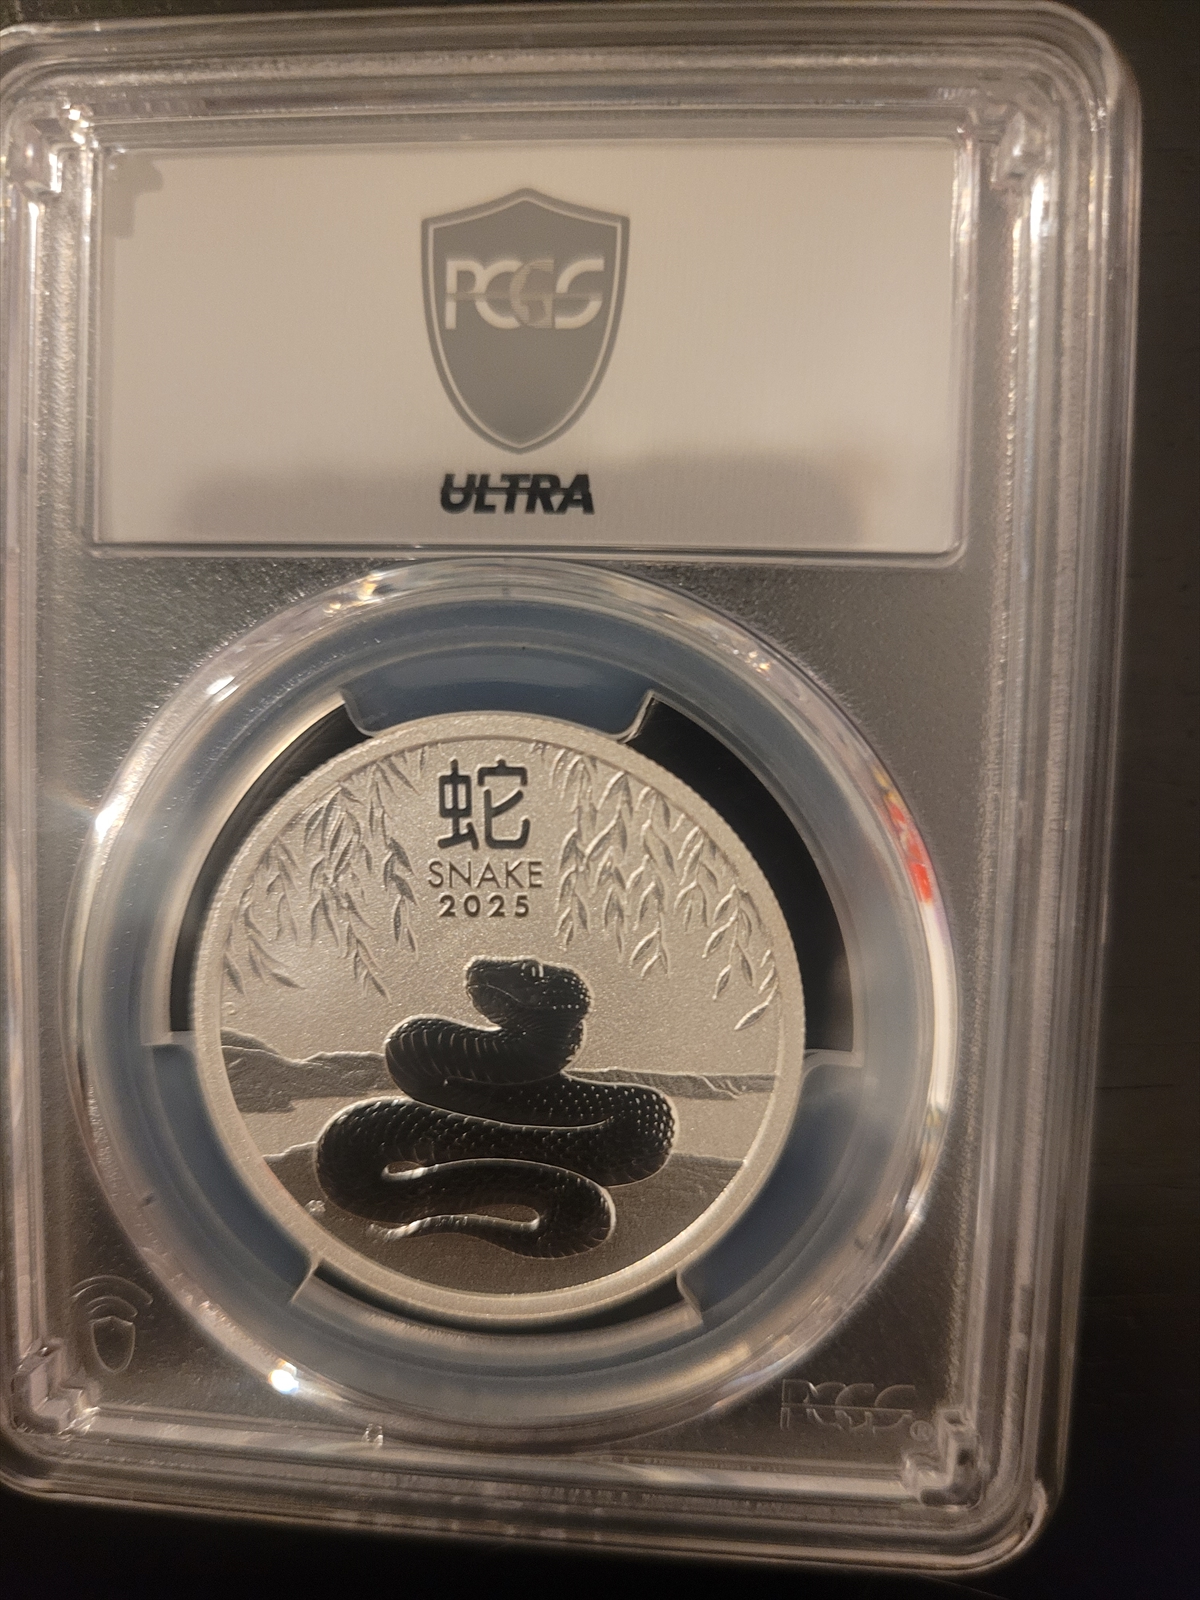 PCGS
ULTRA
蛇
SNAKE
2025
PCGS®